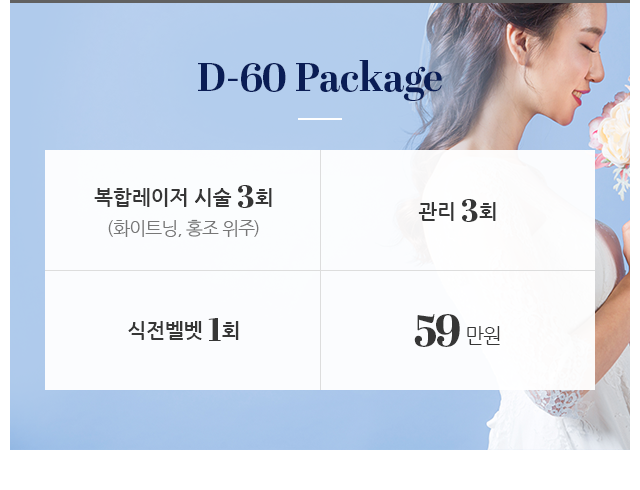 D-60 Package
복합레이저 시술 3회
(화이트닝, 홍조 위주)
관리 3회
식전벨벳 1회
59 만원